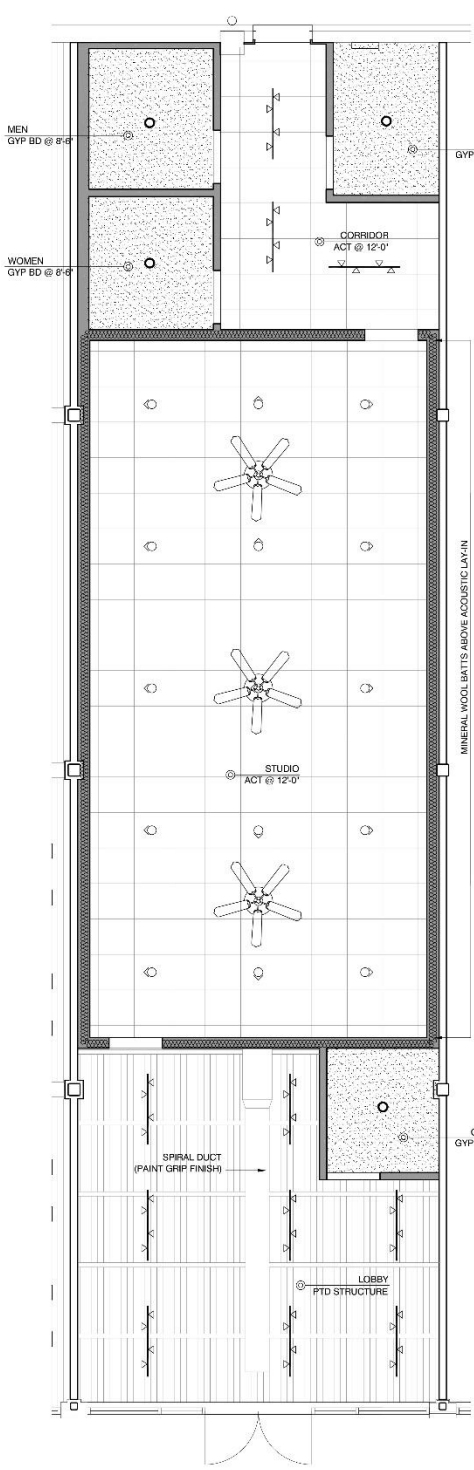 MEN
GYP BD @ 8'-6"
GYP
CORRIDOR
ACT @ 12'-0"
WOMEN
GYP BD @ 8'-6"
MINERAL WOOL BATTS ABOVE ACOUSTIC LAY-IN
STUDIO
ACT @ 12'-0"
GYP
SPIRAL DUCT
(PAINT GRIP FINISH)
LOBBY
PTD STRUCTURE